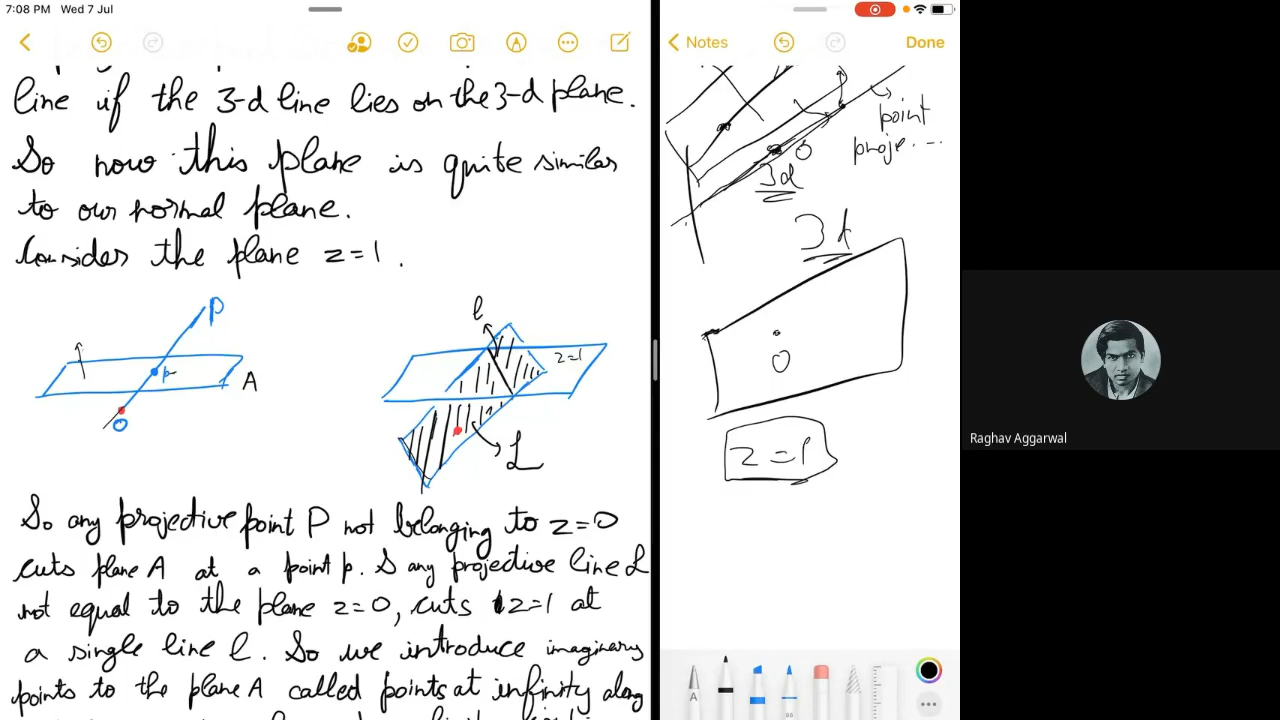 7:08 PM Wed 7 Jul
line if the 3-d line lies on the 3-d plane.
So now this plane is quite similar
to our normal plane.
Consider the plane z=1.
P
p
A
O
l
z=1
L
So any projective point P not belonging to z=0
cuts plane A at a point p. & any projective line L
not equal to the plane z=0, cuts z=1 at
a single line l. So we introduce imaginary
points to the plane A called points at infinity along
Notes
Done
point
proje...
O
3d
3d
O
z=1
A
Raghav Aggarwal